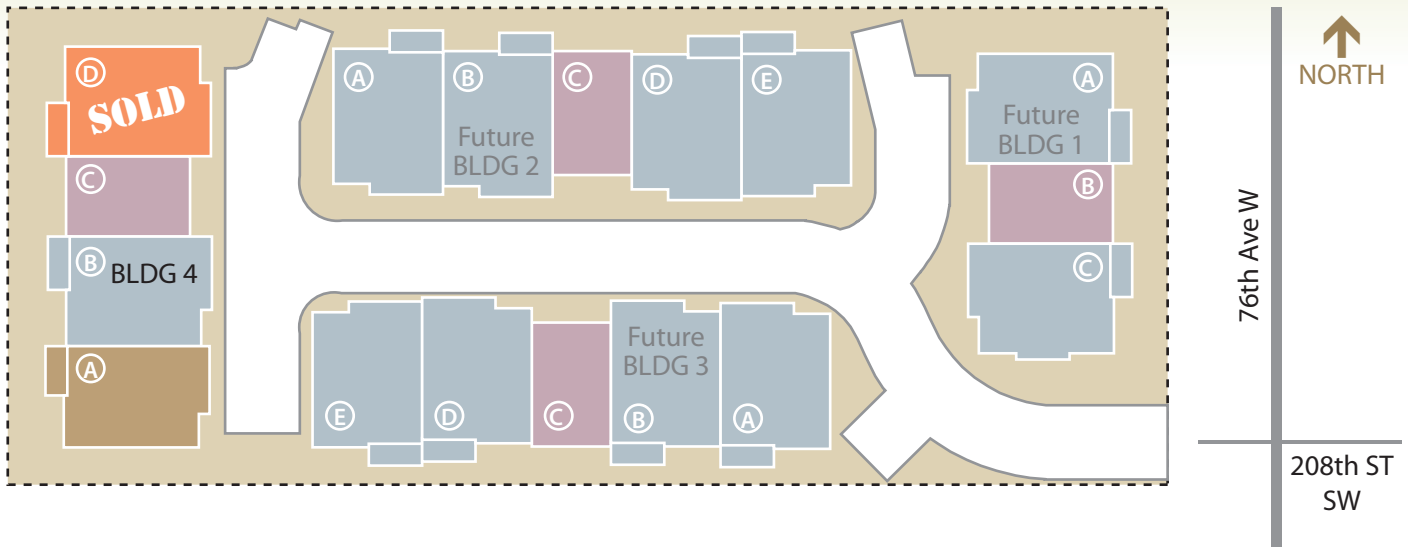 D
SOLD
C
B
BLDG 4
A
A
B
C
D
E
Future
BLDG 2
E
D
C
B
A
Future
BLDG 3
A
Future
BLDG 1
B
C
NORTH
76th Ave W
208th ST
SW